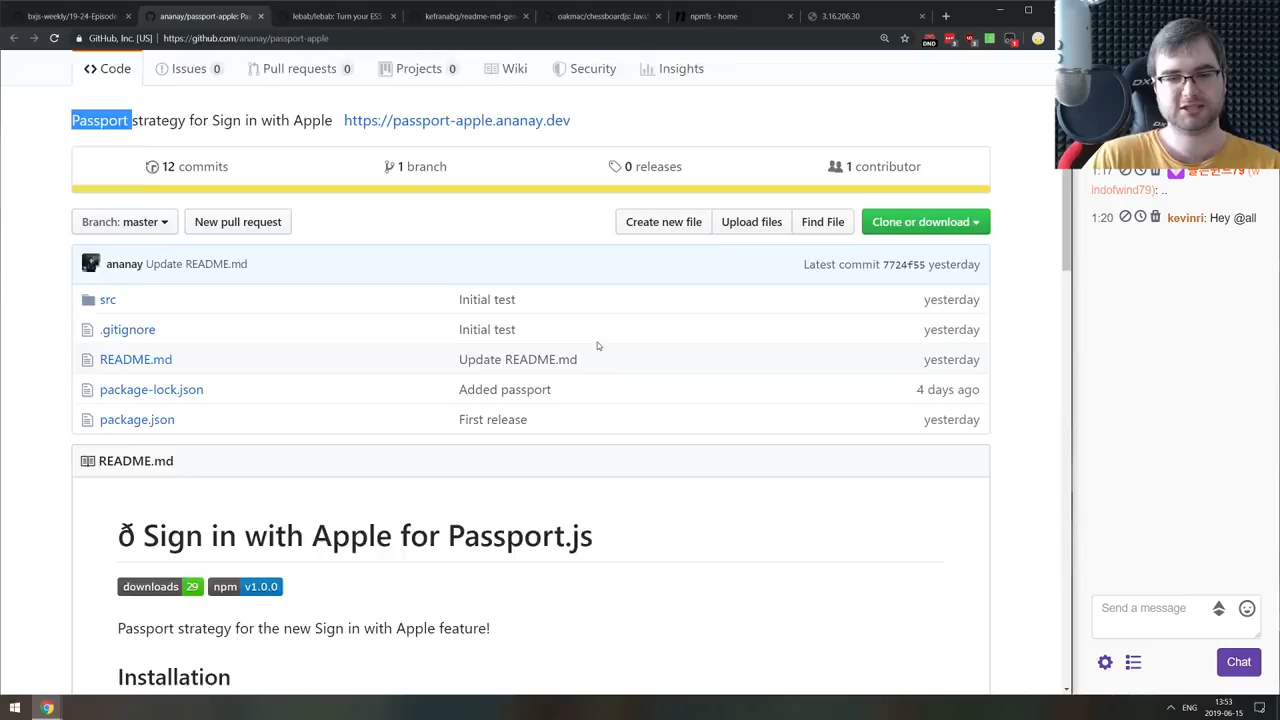 bxjs-weekly/19-24 Episode
ananay/passport-apple: Pa
lebab/lebab: Turn your ES5
kefranabg/readme-md-gen
oakmac/chessboardjs: JavaS
npmfs - home
3.16.206.30
GitHub, Inc. [US] | https://github.com/ananay/passport-apple
DND
Code
Issues 0
Pull requests 0
Projects 0
Wiki
Security
Insights
Passport strategy for Sign in with Apple https://passport-apple.ananay.dev
12 commits
1 branch
0 releases
1 contributor
Branch: master
New pull request
Create new file
Upload files
Find File
Clone or download
ananay Update README.md
Latest commit 7724f55 yesterday
src Initial test yesterday
.gitignore Initial test yesterday
README.md Update README.md yesterday
package-lock.json Added passport 4 days ago
package.json First release yesterday
README.md
ð Sign in with Apple for Passport.js
downloads 29 npm v1.0.0
Passport strategy for the new Sign in with Apple feature!
Installation
1:17
(w
indofwind79): ..
1:20 kevinri: Hey @all
Send a message
Chat
ENG
13:53
2019-06-15